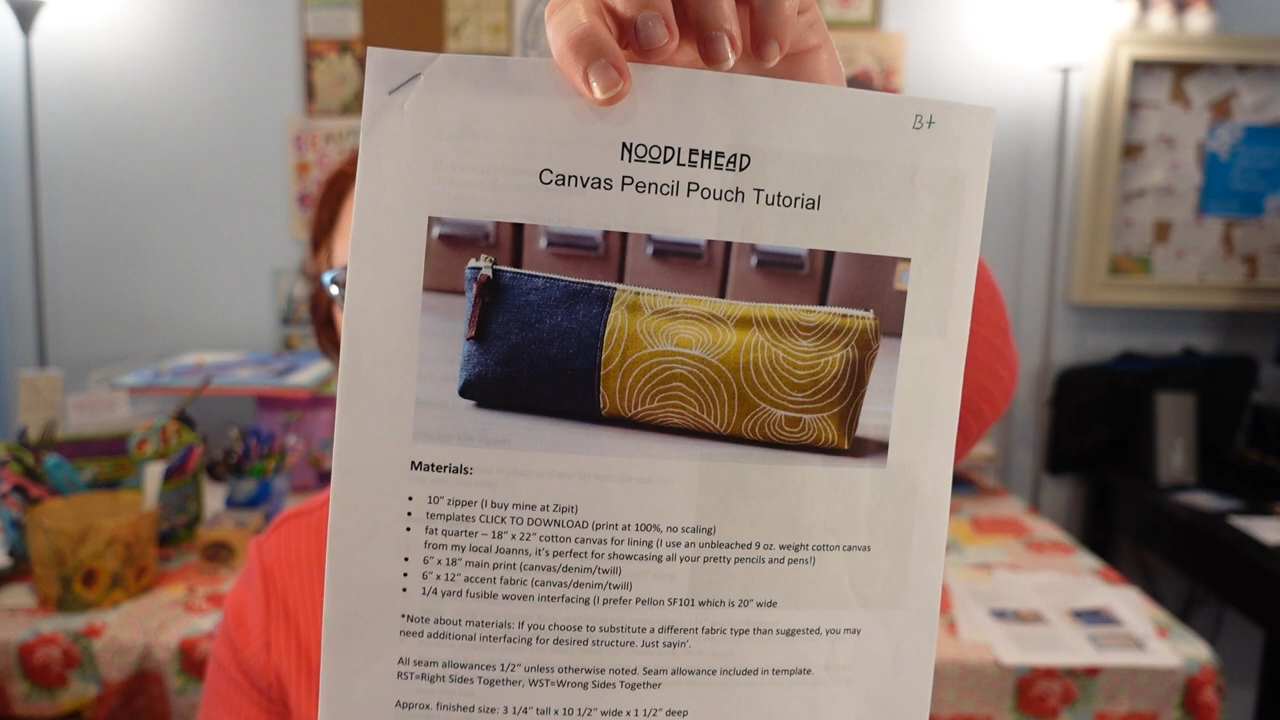 B+
NOODLEHEAD
Canvas Pencil Pouch Tutorial
Materials:
• 10" zipper (I buy mine at Zipit)
• templates CLICK TO DOWNLOAD (print at 100%, no scaling)
• fat quarter – 18" x 22" cotton canvas for lining (I use an unbleached 9 oz. weight cotton canvas
from my local Joanns, it's perfect for showcasing all your pretty pencils and pens!)
• 6" x 18" main print (canvas/denim/twill)
• 6" x 12" accent fabric (canvas/denim/twill)
• 1/4 yard fusible woven interfacing (I prefer Pellon SF101 which is 20" wide
*Note about materials: If you choose to substitute a different fabric type than suggested, you may
need additional interfacing for desired structure. Just sayin'.
All seam allowances 1/2" unless otherwise noted. Seam allowance included in template.
RST=Right Sides Together, WST=Wrong Sides Together
Approx. finished size: 3 1/4" tall x 10 1/2" wide x 1 1/2" deep